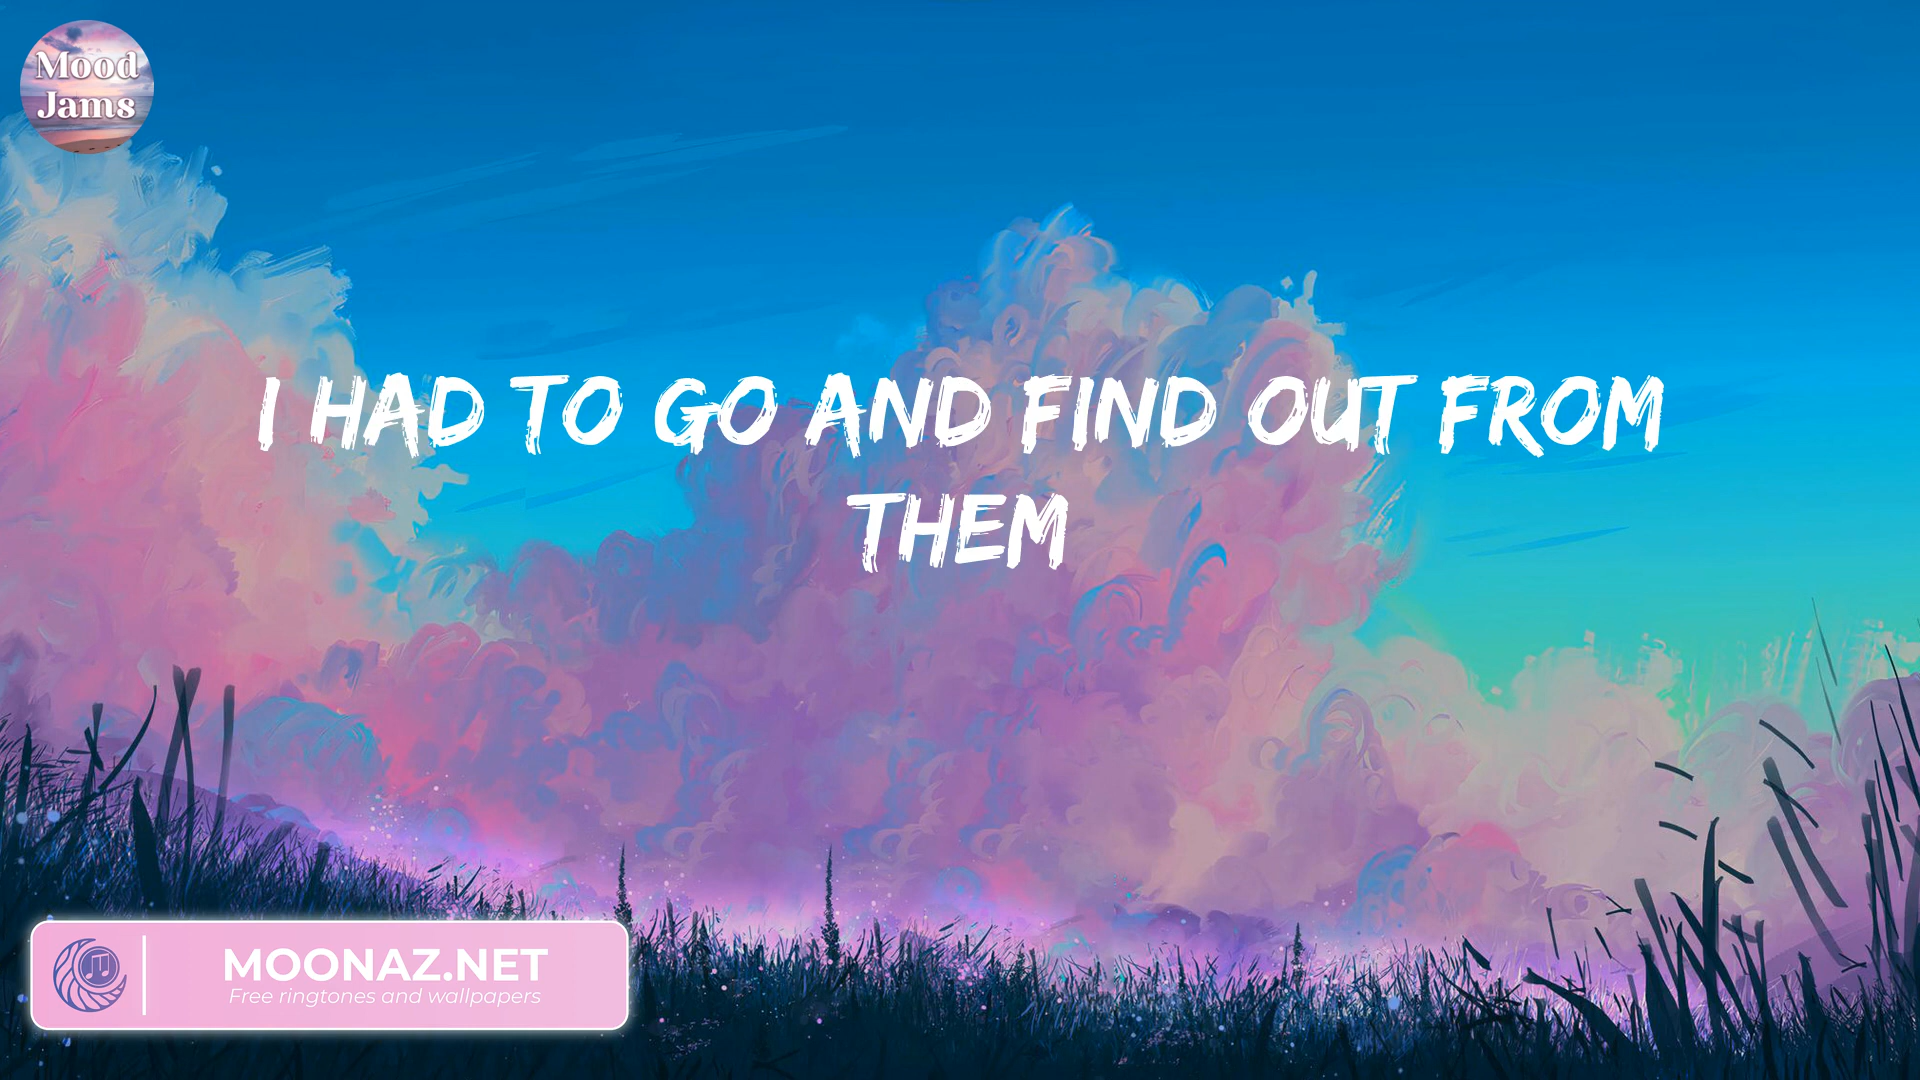 Mood
Jams
I HAD TO GO AND FIND OUT FROM
THEM
MOONAZ.NET
Free ringtones and wallpapers